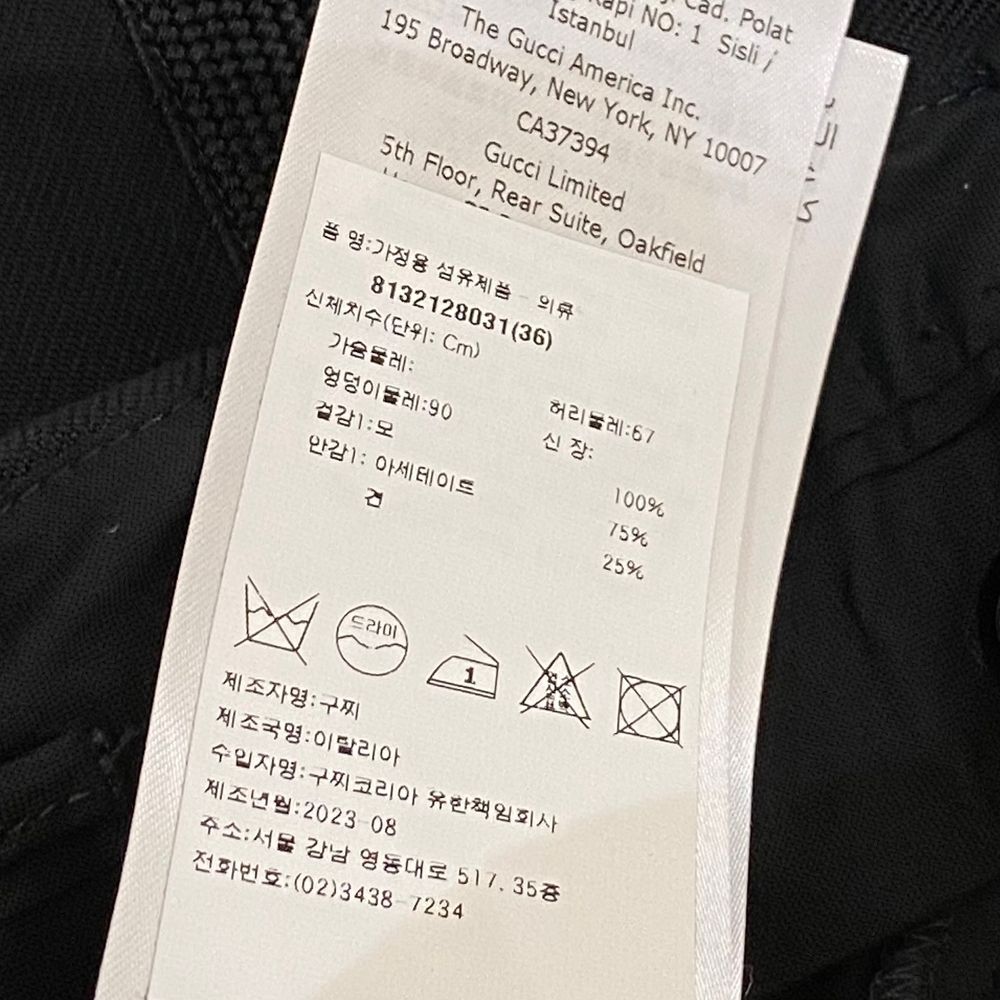 Cad. Polat
kapi NO: 1 Sisli /
Istanbul
The Gucci America Inc.
195 Broadway, New York, NY 10007
CA37394
Gucci Limited
5th Floor, Rear Suite, Oakfield
품 명:가정용 섬유제품 - 의류
8132128031(36)
신체치수(단위: Cm)
가슴둘레:
엉덩이둘레:90 허리둘레:67
겉감1:모 신 장:
안감1: 아세테이트 100%
견 75%
25%
드라이
1
제조자명:구찌
제조국명:이탈리아
수입자명:구찌코리아 유한책임회사
제조년월:2023-08
주소:서울 강남 영동대로 517. 35층
전화번호:(02)3438-7234